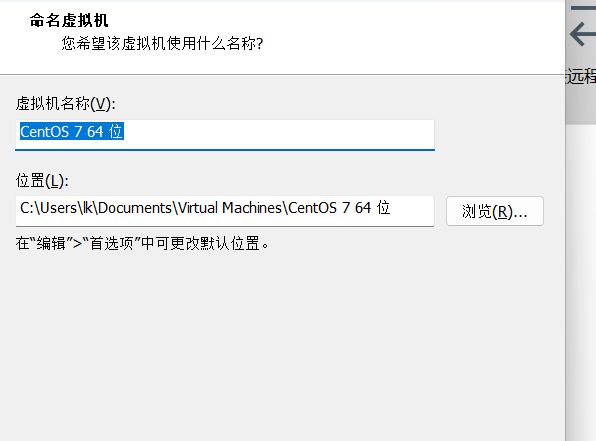 命名虚拟机
您希望该虚拟机使用什么名称?
远程
虚拟机名称(V):
CentOS 7 64 位
位置(L):
C:\Users\lk\Documents\Virtual Machines\CentOS 7 64 位
浏览(R)...
在“编辑”>“首选项”中可更改默认位置。